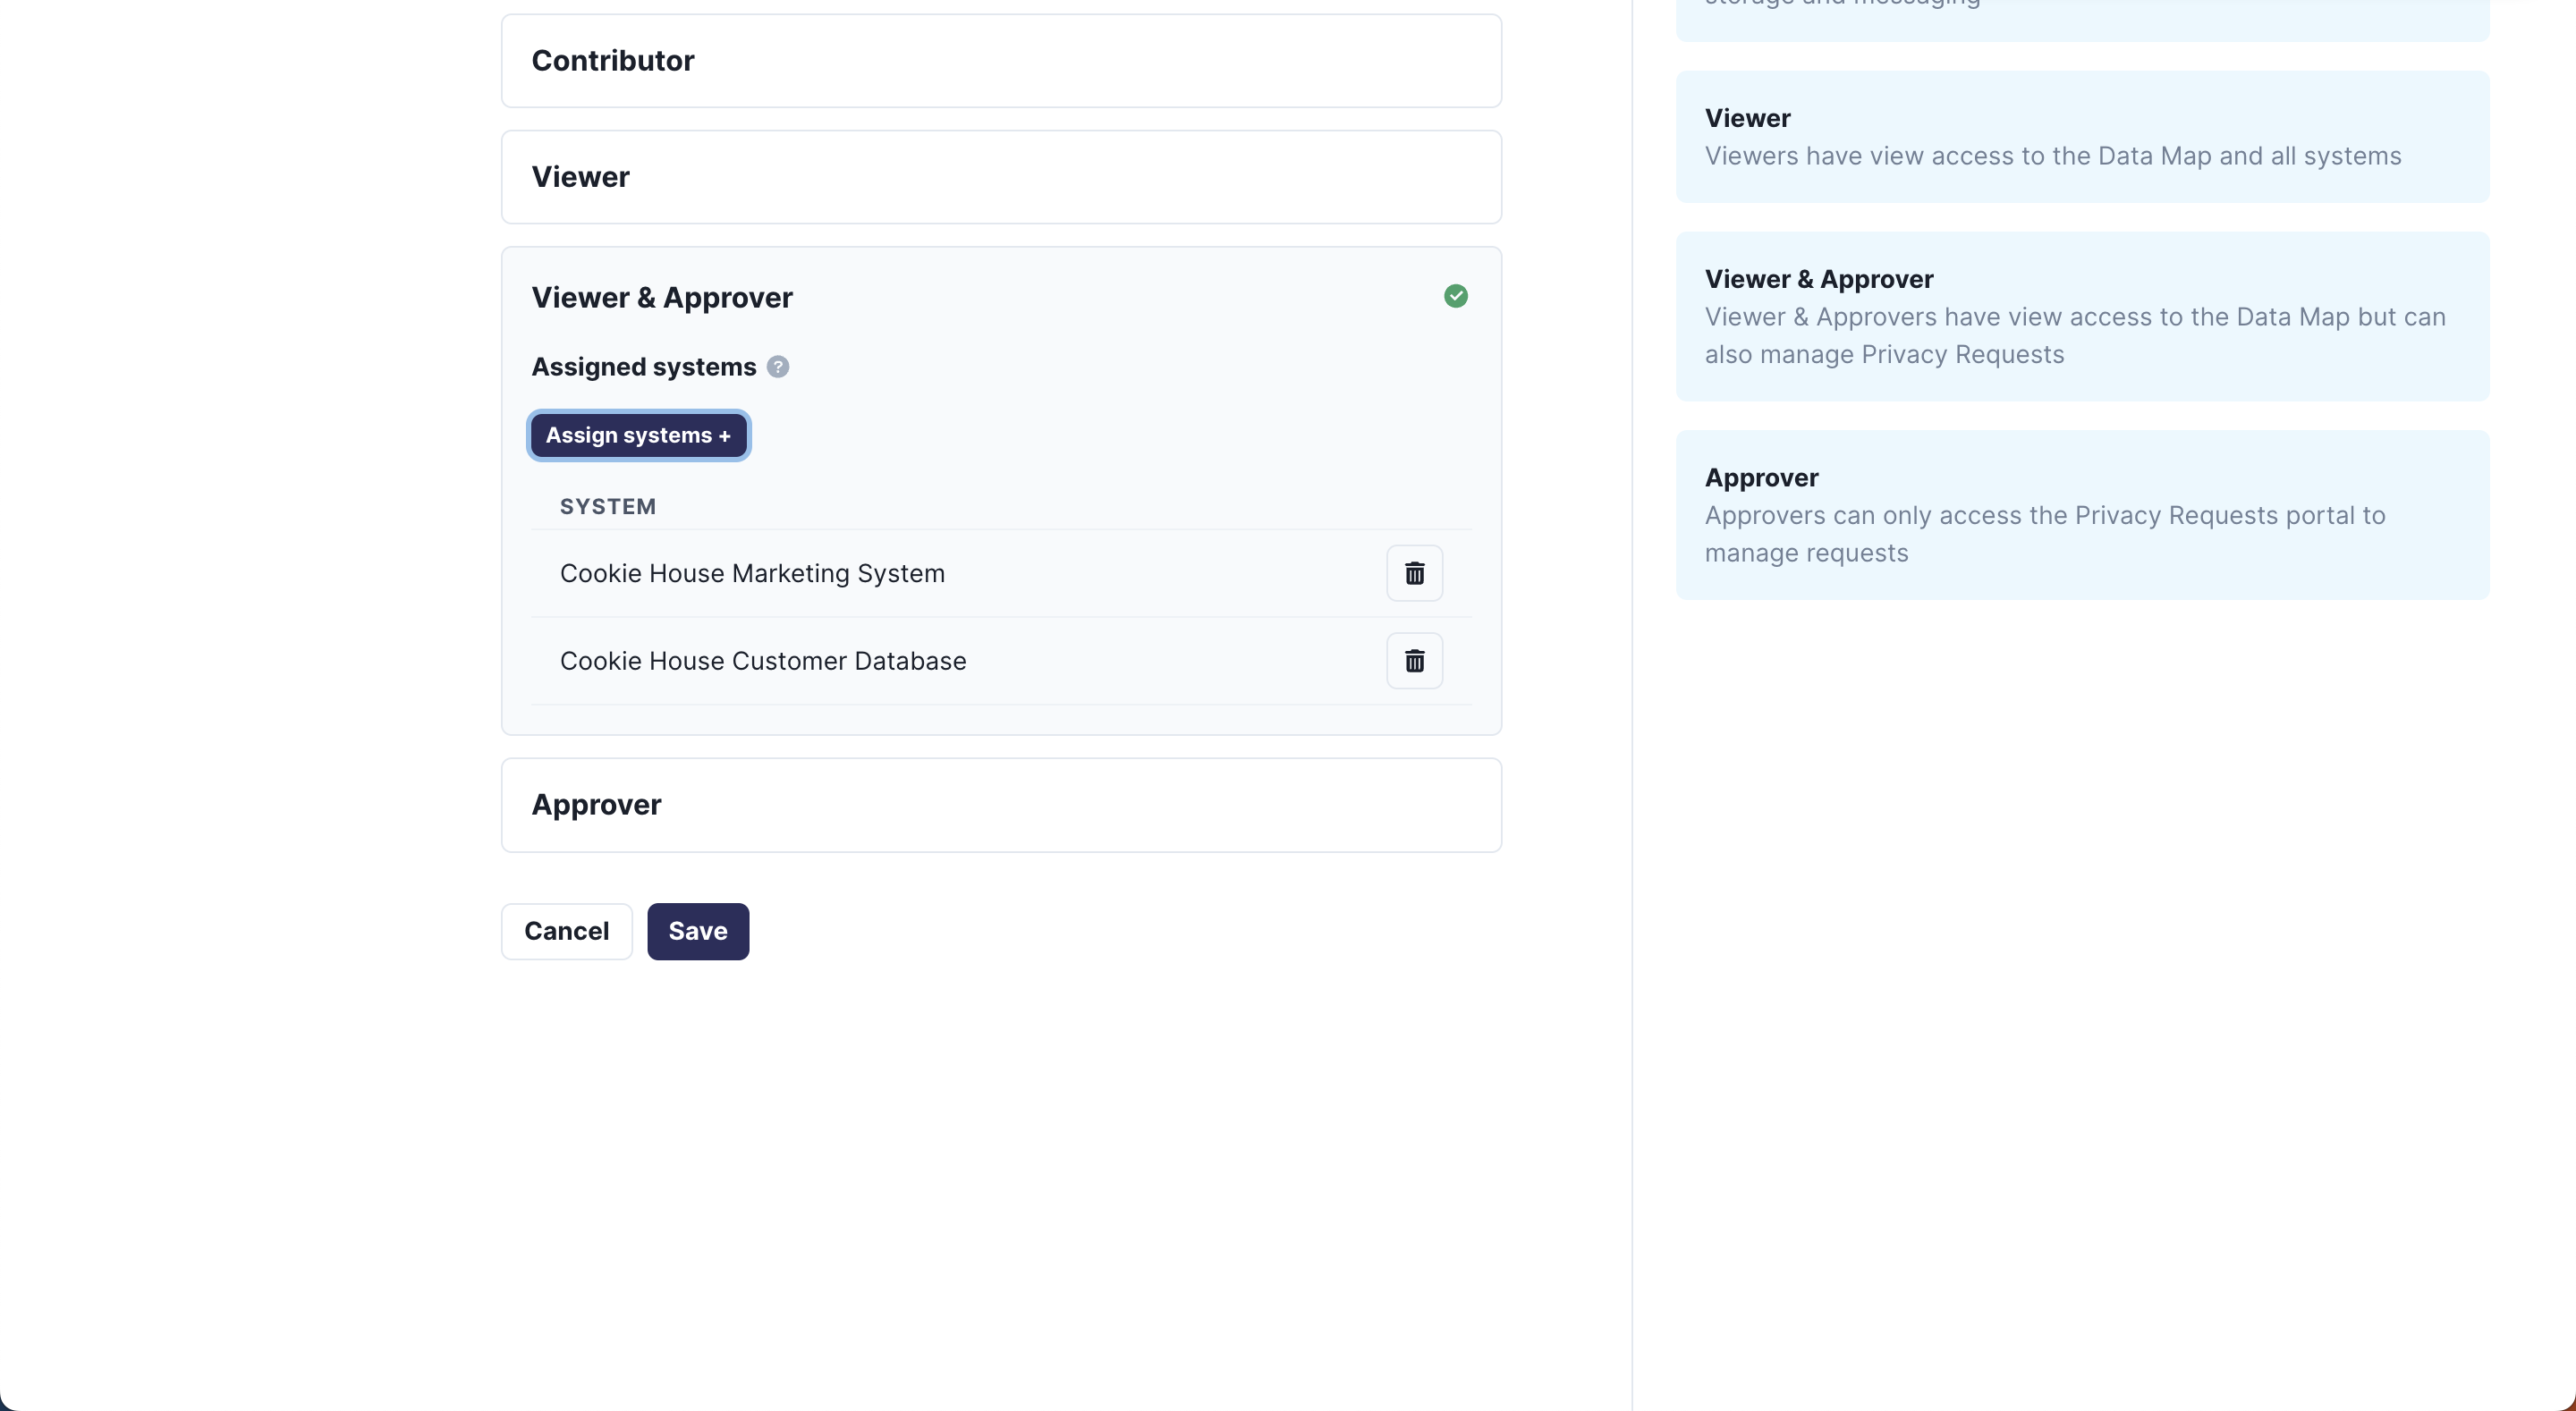 Contributor
Viewer
Viewer & Approver
Assigned systems ?
Assign systems +
SYSTEM
Cookie House Marketing System
Cookie House Customer Database
Approver
Cancel
Save
storage and messaging
Viewer
Viewers have view access to the Data Map and all systems
Viewer & Approver
Viewer & Approvers have view access to the Data Map but can
also manage Privacy Requests
Approver
Approvers can only access the Privacy Requests portal to
manage requests